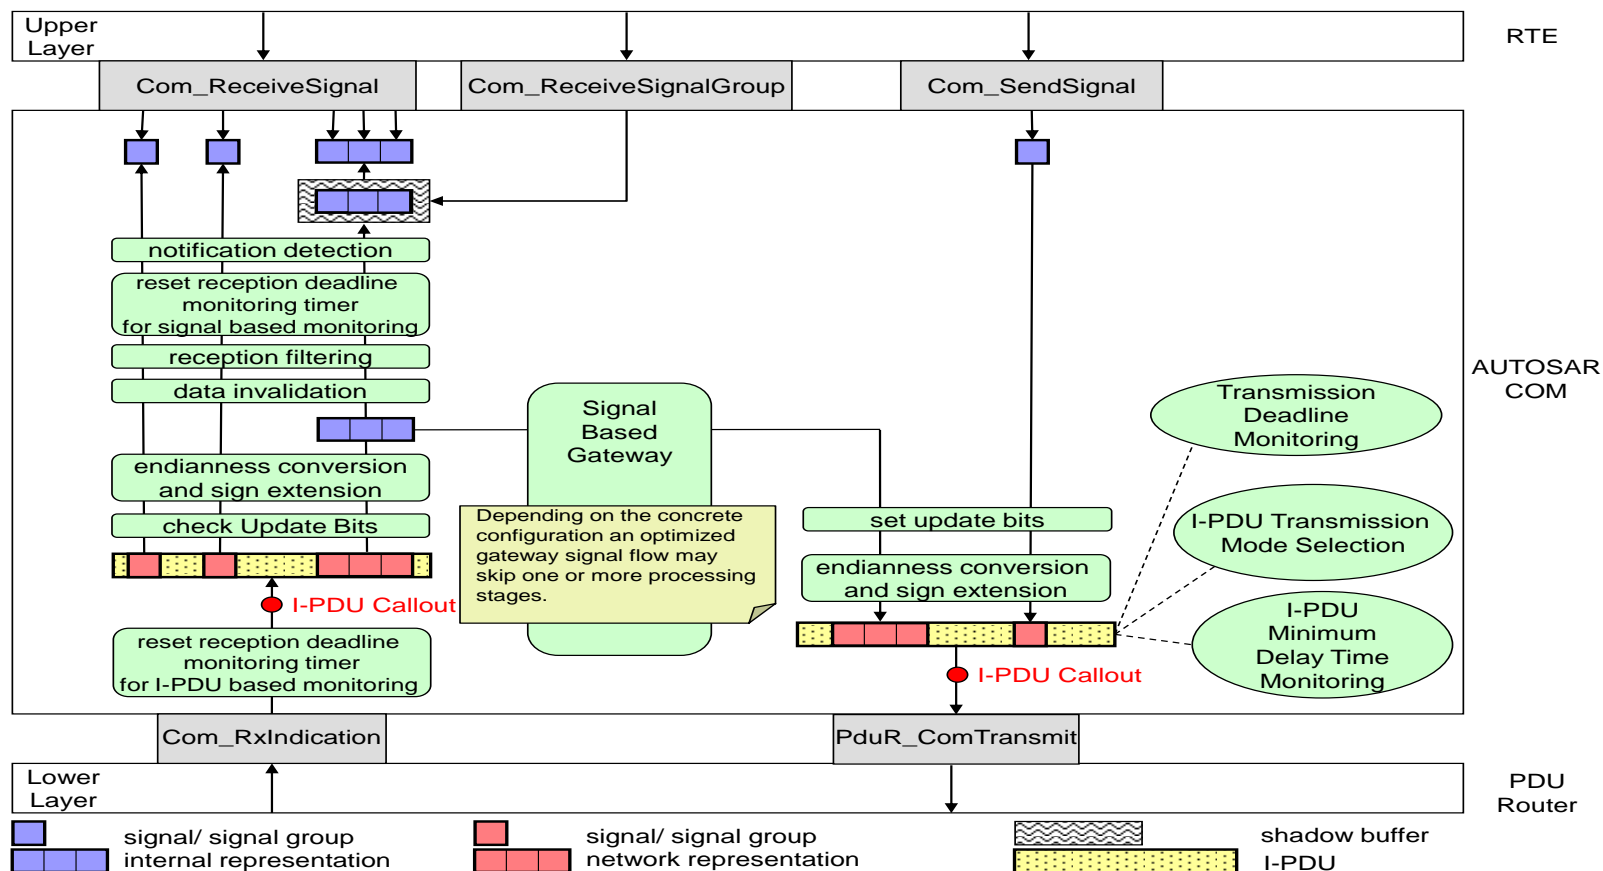 Upper
Layer
RTE
Com_ReceiveSignal
Com_ReceiveSignalGroup
Com_SendSignal
notification detection
reset reception deadline
monitoring timer
for signal based monitoring
reception filtering
data invalidation
endianness conversion
and sign extension
check Update Bits
I-PDU Callout
reset reception deadline
monitoring timer
for I-PDU based monitoring
Signal
Based
Gateway
Depending on the concrete
configuration an optimized
gateway signal flow may
skip one or more processing
stages.
set update bits
endianness conversion
and sign extension
I-PDU Callout
Transmission
Deadline
Monitoring
I-PDU Transmission
Mode Selection
I-PDU
Minimum
Delay Time
Monitoring
AUTOSAR
COM
Com_RxIndication
PduR_ComTransmit
Lower
Layer
PDU
Router
signal/ signal group
internal representation
signal/ signal group
network representation
shadow buffer
I-PDU